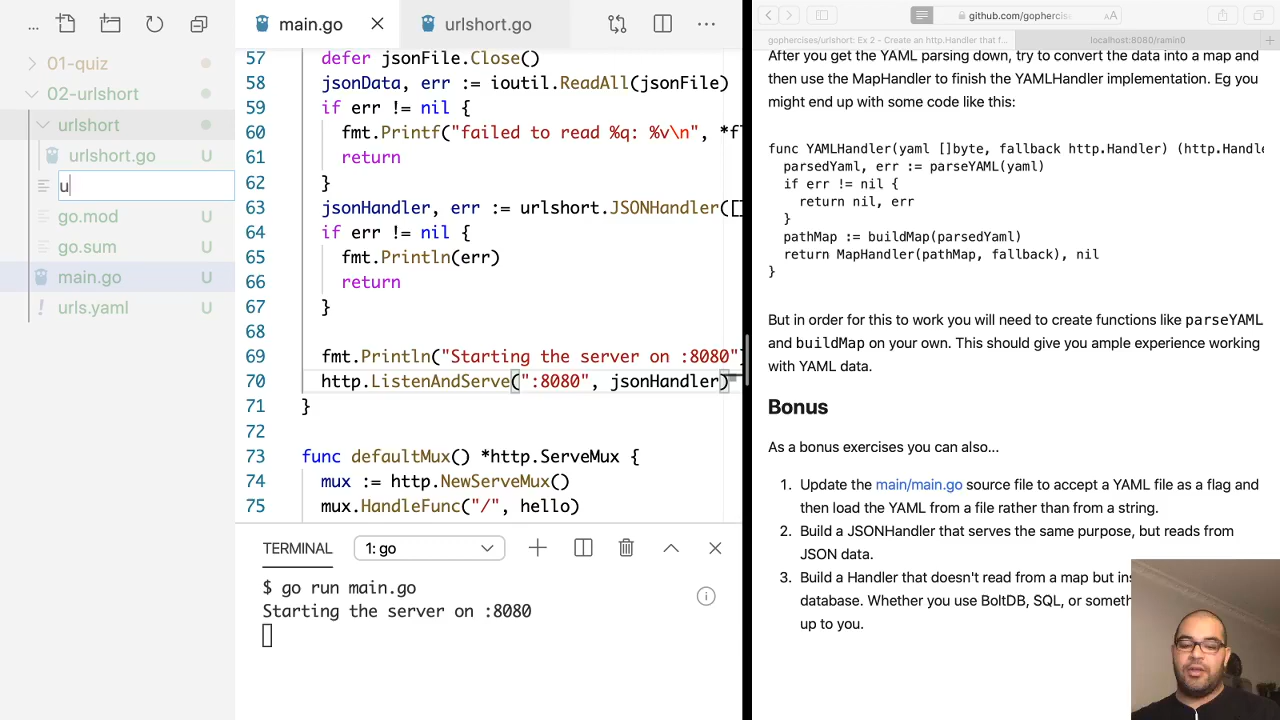 ...
main.go
urlshort.go
...
01-quiz
02-urlshort
urlshort
urlshort.go U
u
go.mod U
go.sum U
main.go U
urls.yaml U
57 defer jsonFile.Close()
58 jsonData, err := ioutil.ReadAll(jsonFile)
59 if err != nil {
60 fmt.Printf("failed to read %q: %v\n", *f
61 return
62 }
63 jsonHandler, err := urlshort.JSONHandler([]
64 if err != nil {
65 fmt.Println(err)
66 return
67 }
68
69 fmt.Println("Starting the server on :8080")
70 http.ListenAndServe(":8080", jsonHandler)
71 }
72
73 func defaultMux() *http.ServeMux {
74 mux := http.NewServeMux()
75 mux.HandleFunc("/", hello)
TERMINAL 1: go
$ go run main.go
Starting the server on :8080
github.com/gophercise
AA
gophercises/urlshort: Ex 2 - Create an http.Handler that f
localhost:8080/ramin0
After you get the YAML parsing down, try to convert the data into a map and
then use the MapHandler to finish the YAMLHandler implementation. Eg you
might end up with some code like this:
func YAMLHandler(yaml []byte, fallback http.Handler) (http.Handle
parsedYaml, err := parseYAML(yaml)
if err != nil {
return nil, err
}
pathMap := buildMap(parsedYaml)
return MapHandler(pathMap, fallback), nil
}
But in order for this to work you will need to create functions like parseYAML
and buildMap on your own. This should give you ample experience working
with YAML data.
Bonus
As a bonus exercises you can also...
1. Update the main/main.go source file to accept a YAML file as a flag and
then load the YAML from a file rather than from a string.
2. Build a JSONHandler that serves the same purpose, but reads from
JSON data.
3. Build a Handler that doesn't read from a map but ins
database. Whether you use BoltDB, SQL, or someth
up to you.